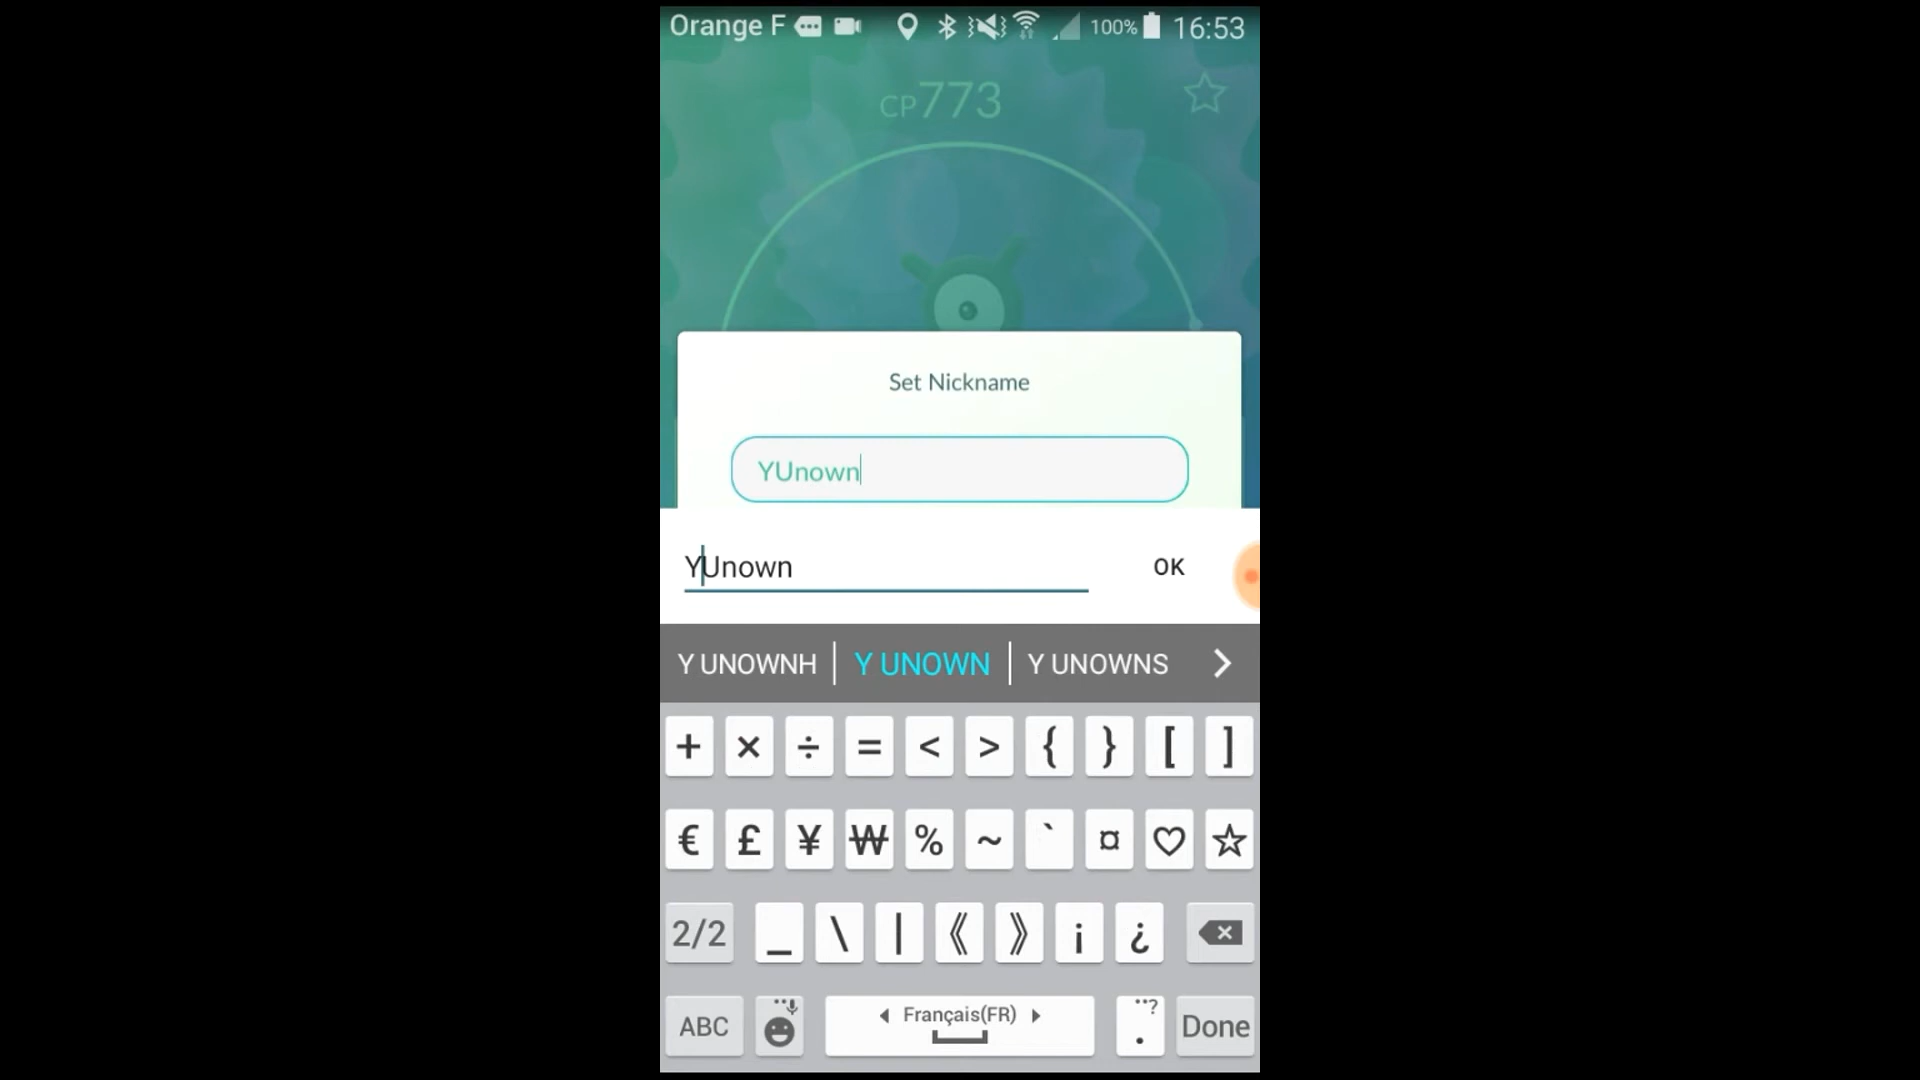 Orange F 100% 16:53
CP773
Set Nickname
YUnown
YUnown OK
Y UNOWNH Y UNOWN Y UNOWNS
+ × ÷ = < > { } [ ]
€ £ ¥ ₩ % ~ ` ¤ ♡ ☆
2/2 _ \ | 《 》 ¡ ¿
ABC Français(FR) . ? Done